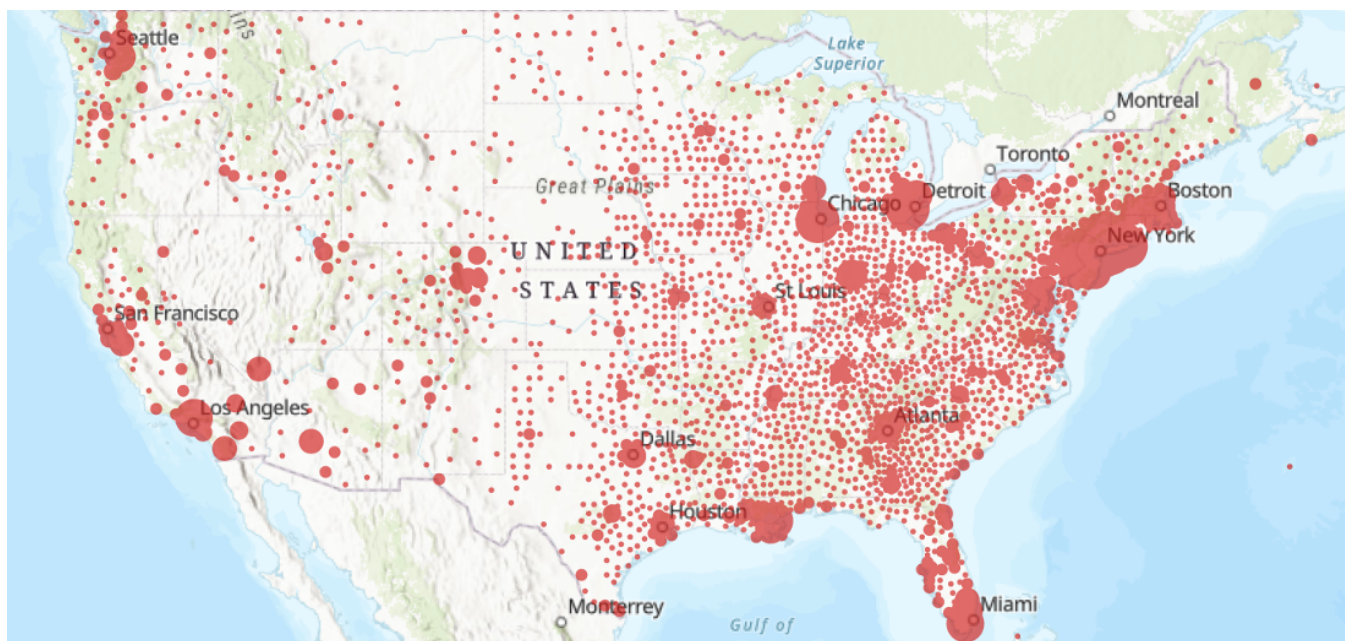 ins
Seattle
Lake
Superior
Montreal
Toronto
Great Plains
Chicago
Detroit
Boston
New York
UNITED
STATES
St Louis
San Francisco
Los Angeles
Atlanta
Dallas
Houston
Monterrey
Miami
Gulf of